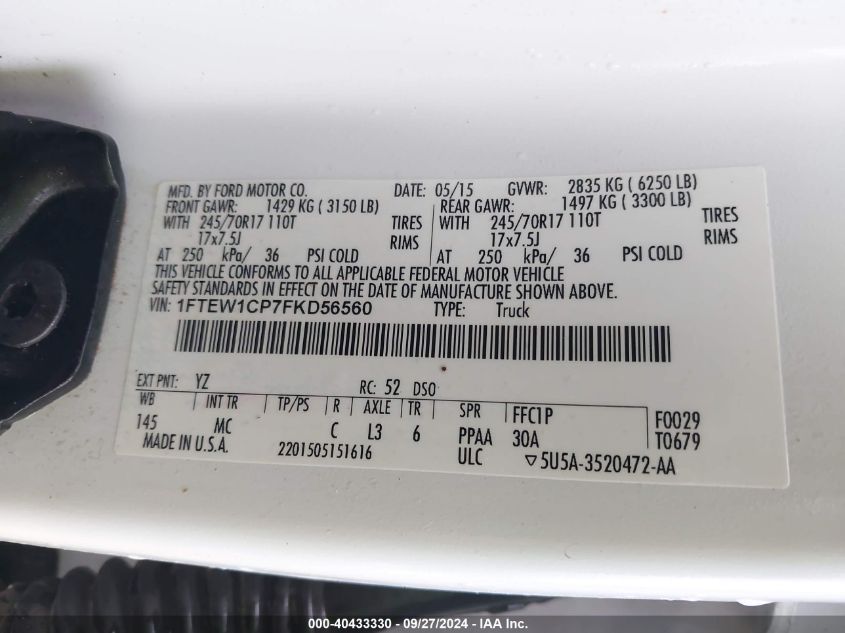 MFD. BY FORD MOTOR CO. DATE: 05/15 GVWR: 2835 KG ( 6250 LB)
FRONT GAWR: 1429 KG ( 3150 LB) REAR GAWR: 1497 KG ( 3300 LB)
WITH 245/70R17 110T TIRES WITH 245/70R17 110T TIRES
17x7.5J RIMS 17x7.5J RIMS
AT 250 kPa/ 36 PSI COLD AT 250 kPa/ 36 PSI COLD
THIS VEHICLE CONFORMS TO ALL APPLICABLE FEDERAL MOTOR VEHICLE
SAFETY STANDARDS IN EFFECT ON THE DATE OF MANUFACTURE SHOWN ABOVE.
VIN: 1FTEW1CP7FKD56560 TYPE: Truck
EXT PNT: YZ RC: 52 DSO
WB INT TR TP/PS R AXLE TR SPR FFC1P F0029
145 MC C L3 6 PPAA 30A T0679
MADE IN U.S.A. 2201505151616 ULC ▽5U5A-3520472-AA
000-40433330 - 09/27/2024 - IAA Inc.